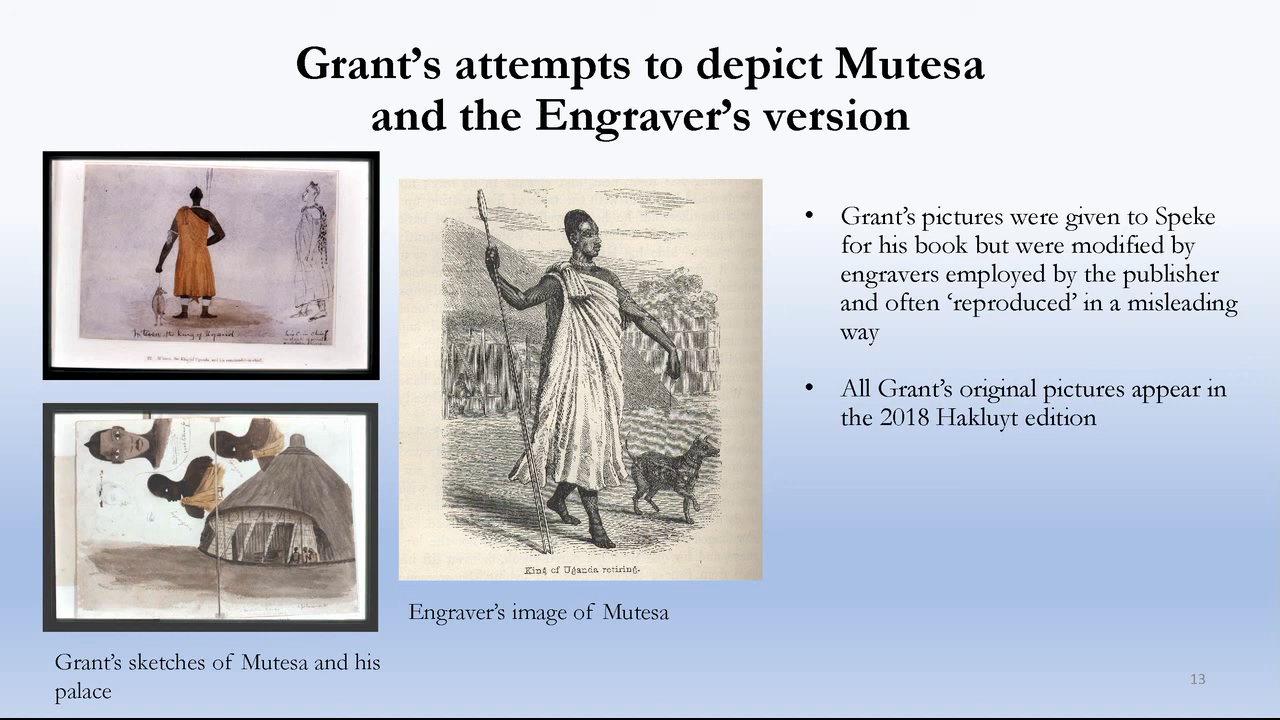 Grant’s attempts to depict Mutesa
and the Engraver’s version
King of Uganda retiring.
Grant’s sketches of Mutesa and his
palace
Engraver’s image of Mutesa
• Grant’s pictures were given to Speke
for his book but were modified by
engravers employed by the publisher
and often ‘reproduced’ in a misleading
way
• All Grant’s original pictures appear in
the 2018 Hakluyt edition
13